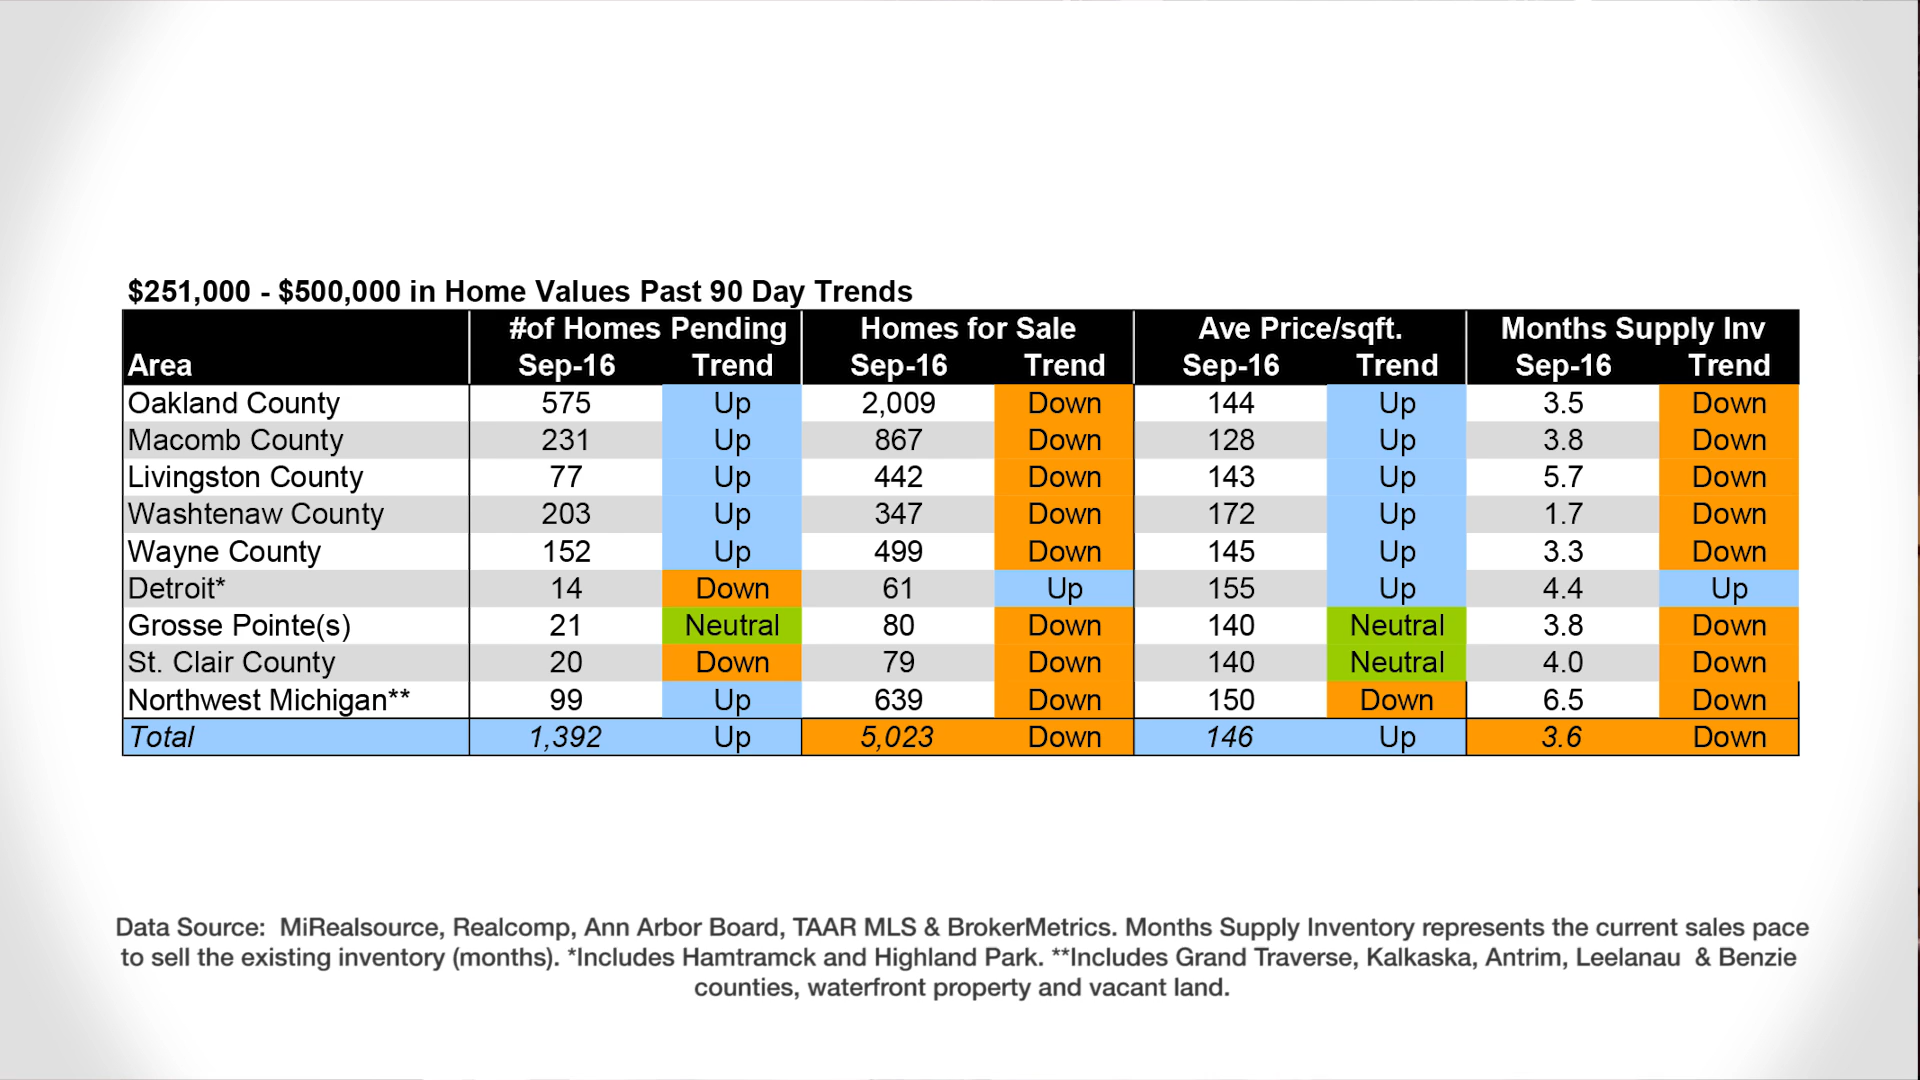 $251,000 - $500,000 in Home Values Past 90 Day Trends
#of Homes Pending Homes for Sale Ave Price/sqft. Months Supply Inv
Area Sep-16 Trend Sep-16 Trend Sep-16 Trend Sep-16 Trend
Oakland County 575 Up 2,009 Down 144 Up 3.5 Down
Macomb County 231 Up 867 Down 128 Up 3.8 Down
Livingston County 77 Up 442 Down 143 Up 5.7 Down
Washtenaw County 203 Up 347 Down 172 Up 1.7 Down
Wayne County 152 Up 499 Down 145 Up 3.3 Down
Detroit* 14 Down 61 Up 155 Up 4.4 Up
Grosse Pointe(s) 21 Neutral 80 Down 140 Neutral 3.8 Down
St. Clair County 20 Down 79 Down 140 Neutral 4.0 Down
Northwest Michigan** 99 Up 639 Down 150 Down 6.5 Down
Total 1,392 Up 5,023 Down 146 Up 3.6 Down
Data Source: MiRealsource, Realcomp, Ann Arbor Board, TAAR MLS & BrokerMetrics. Months Supply Inventory represents the current sales pace
to sell the existing inventory (months). *Includes Hamtramck and Highland Park. **Includes Grand Traverse, Kalkaska, Antrim, Leelanau & Benzie
counties, waterfront property and vacant land.